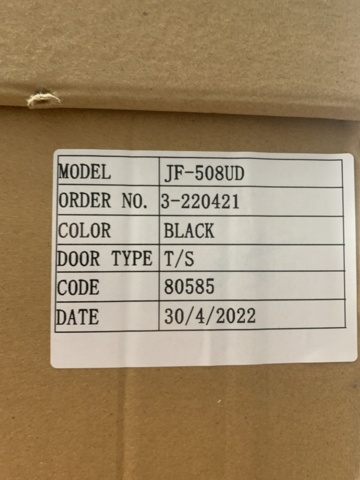 MODEL JF-508UD
ORDER NO. 3-220421
COLOR BLACK
DOOR TYPE T/S
CODE 80585
DATE 30/4/2022